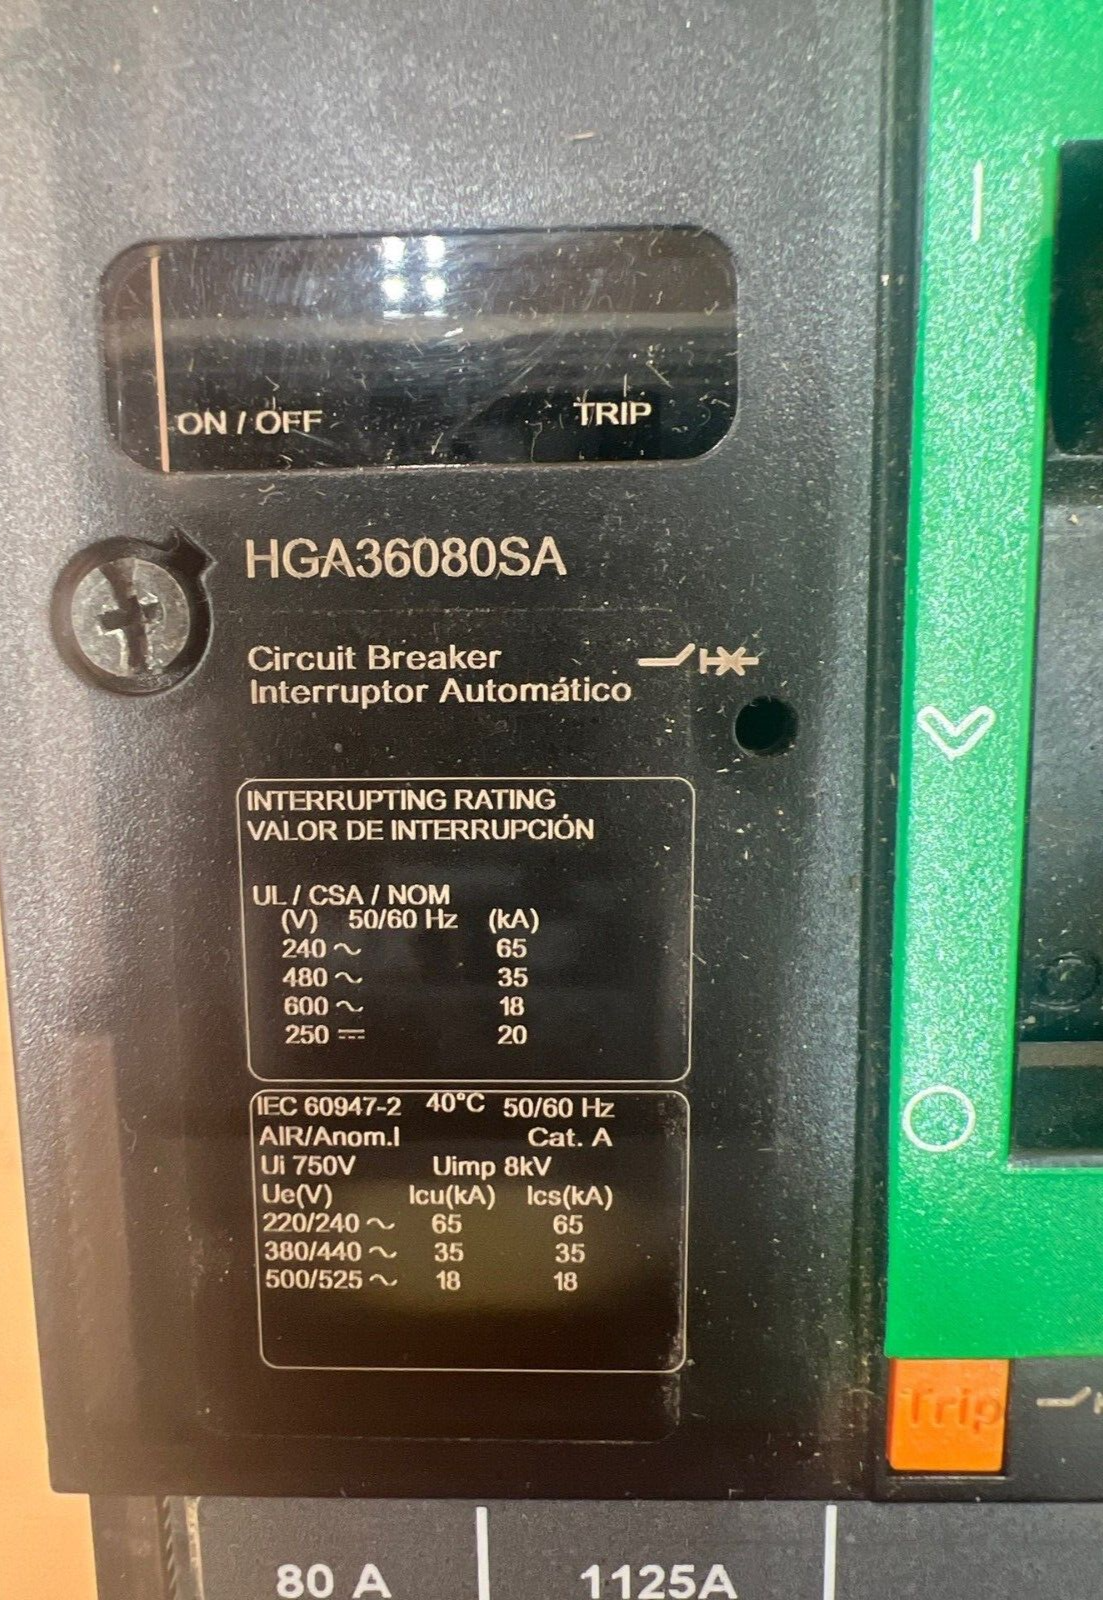 ON / OFF TRIP
HGA36080SA
Circuit Breaker
Interruptor Automático
INTERRUPTING RATING
VALOR DE INTERRUPCIÓN
UL / CSA / NOM
(V) 50/60 Hz (kA)
240 ~ 65
480 ~ 35
600 ~ 18
250 ⎓ 20
IEC 60947-2 40°C 50/60 Hz
AIR/Anom.I Cat. A
Ui 750V Uimp 8kV
Ue(V) Icu(kA) Ics(kA)
220/240 ~ 65 65
380/440 ~ 35 35
500/525 ~ 18 18
Trip
80 A 1125A